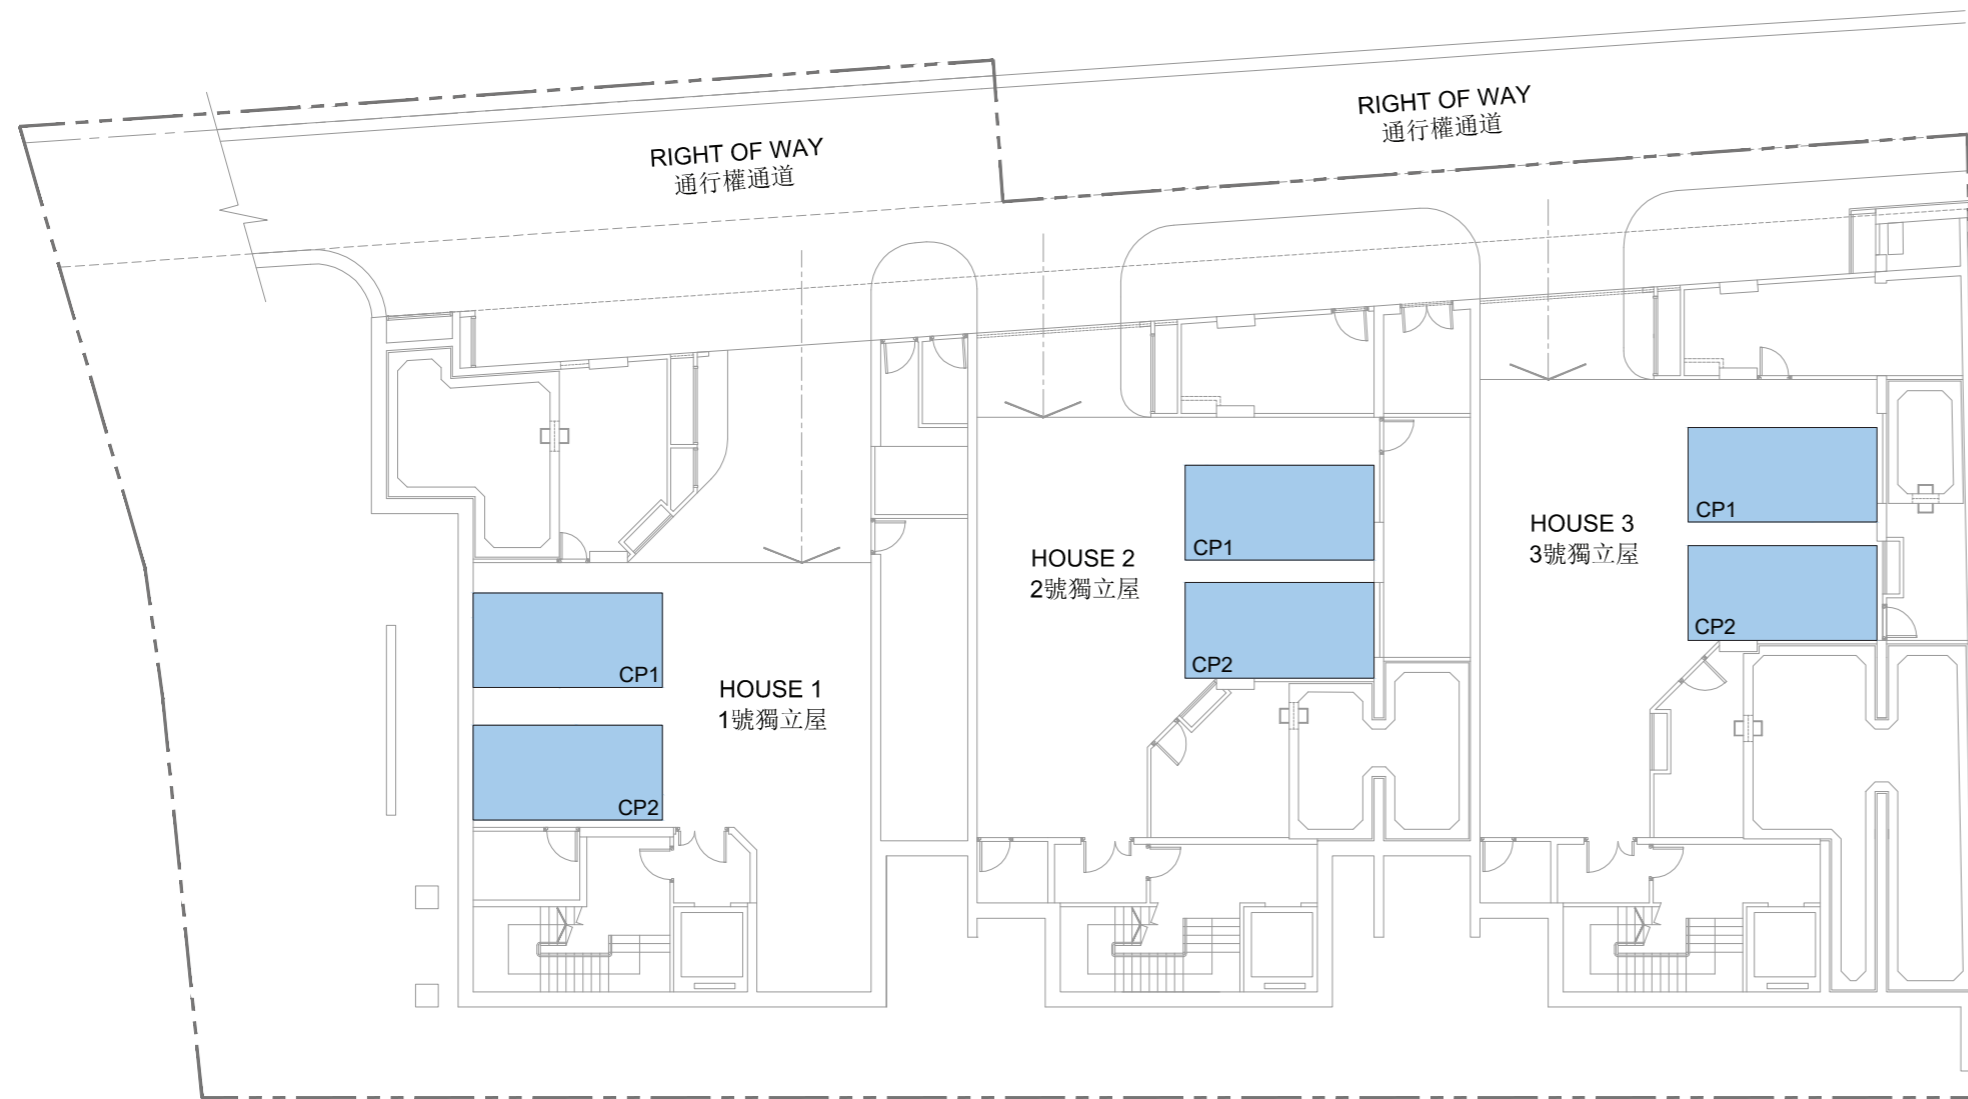 RIGHT OF WAY
通行權通道
RIGHT OF WAY
通行權通道
HOUSE 1
1號獨立屋
CP1
CP2
HOUSE 2
2號獨立屋
CP1
CP2
HOUSE 3
3號獨立屋
CP1
CP2